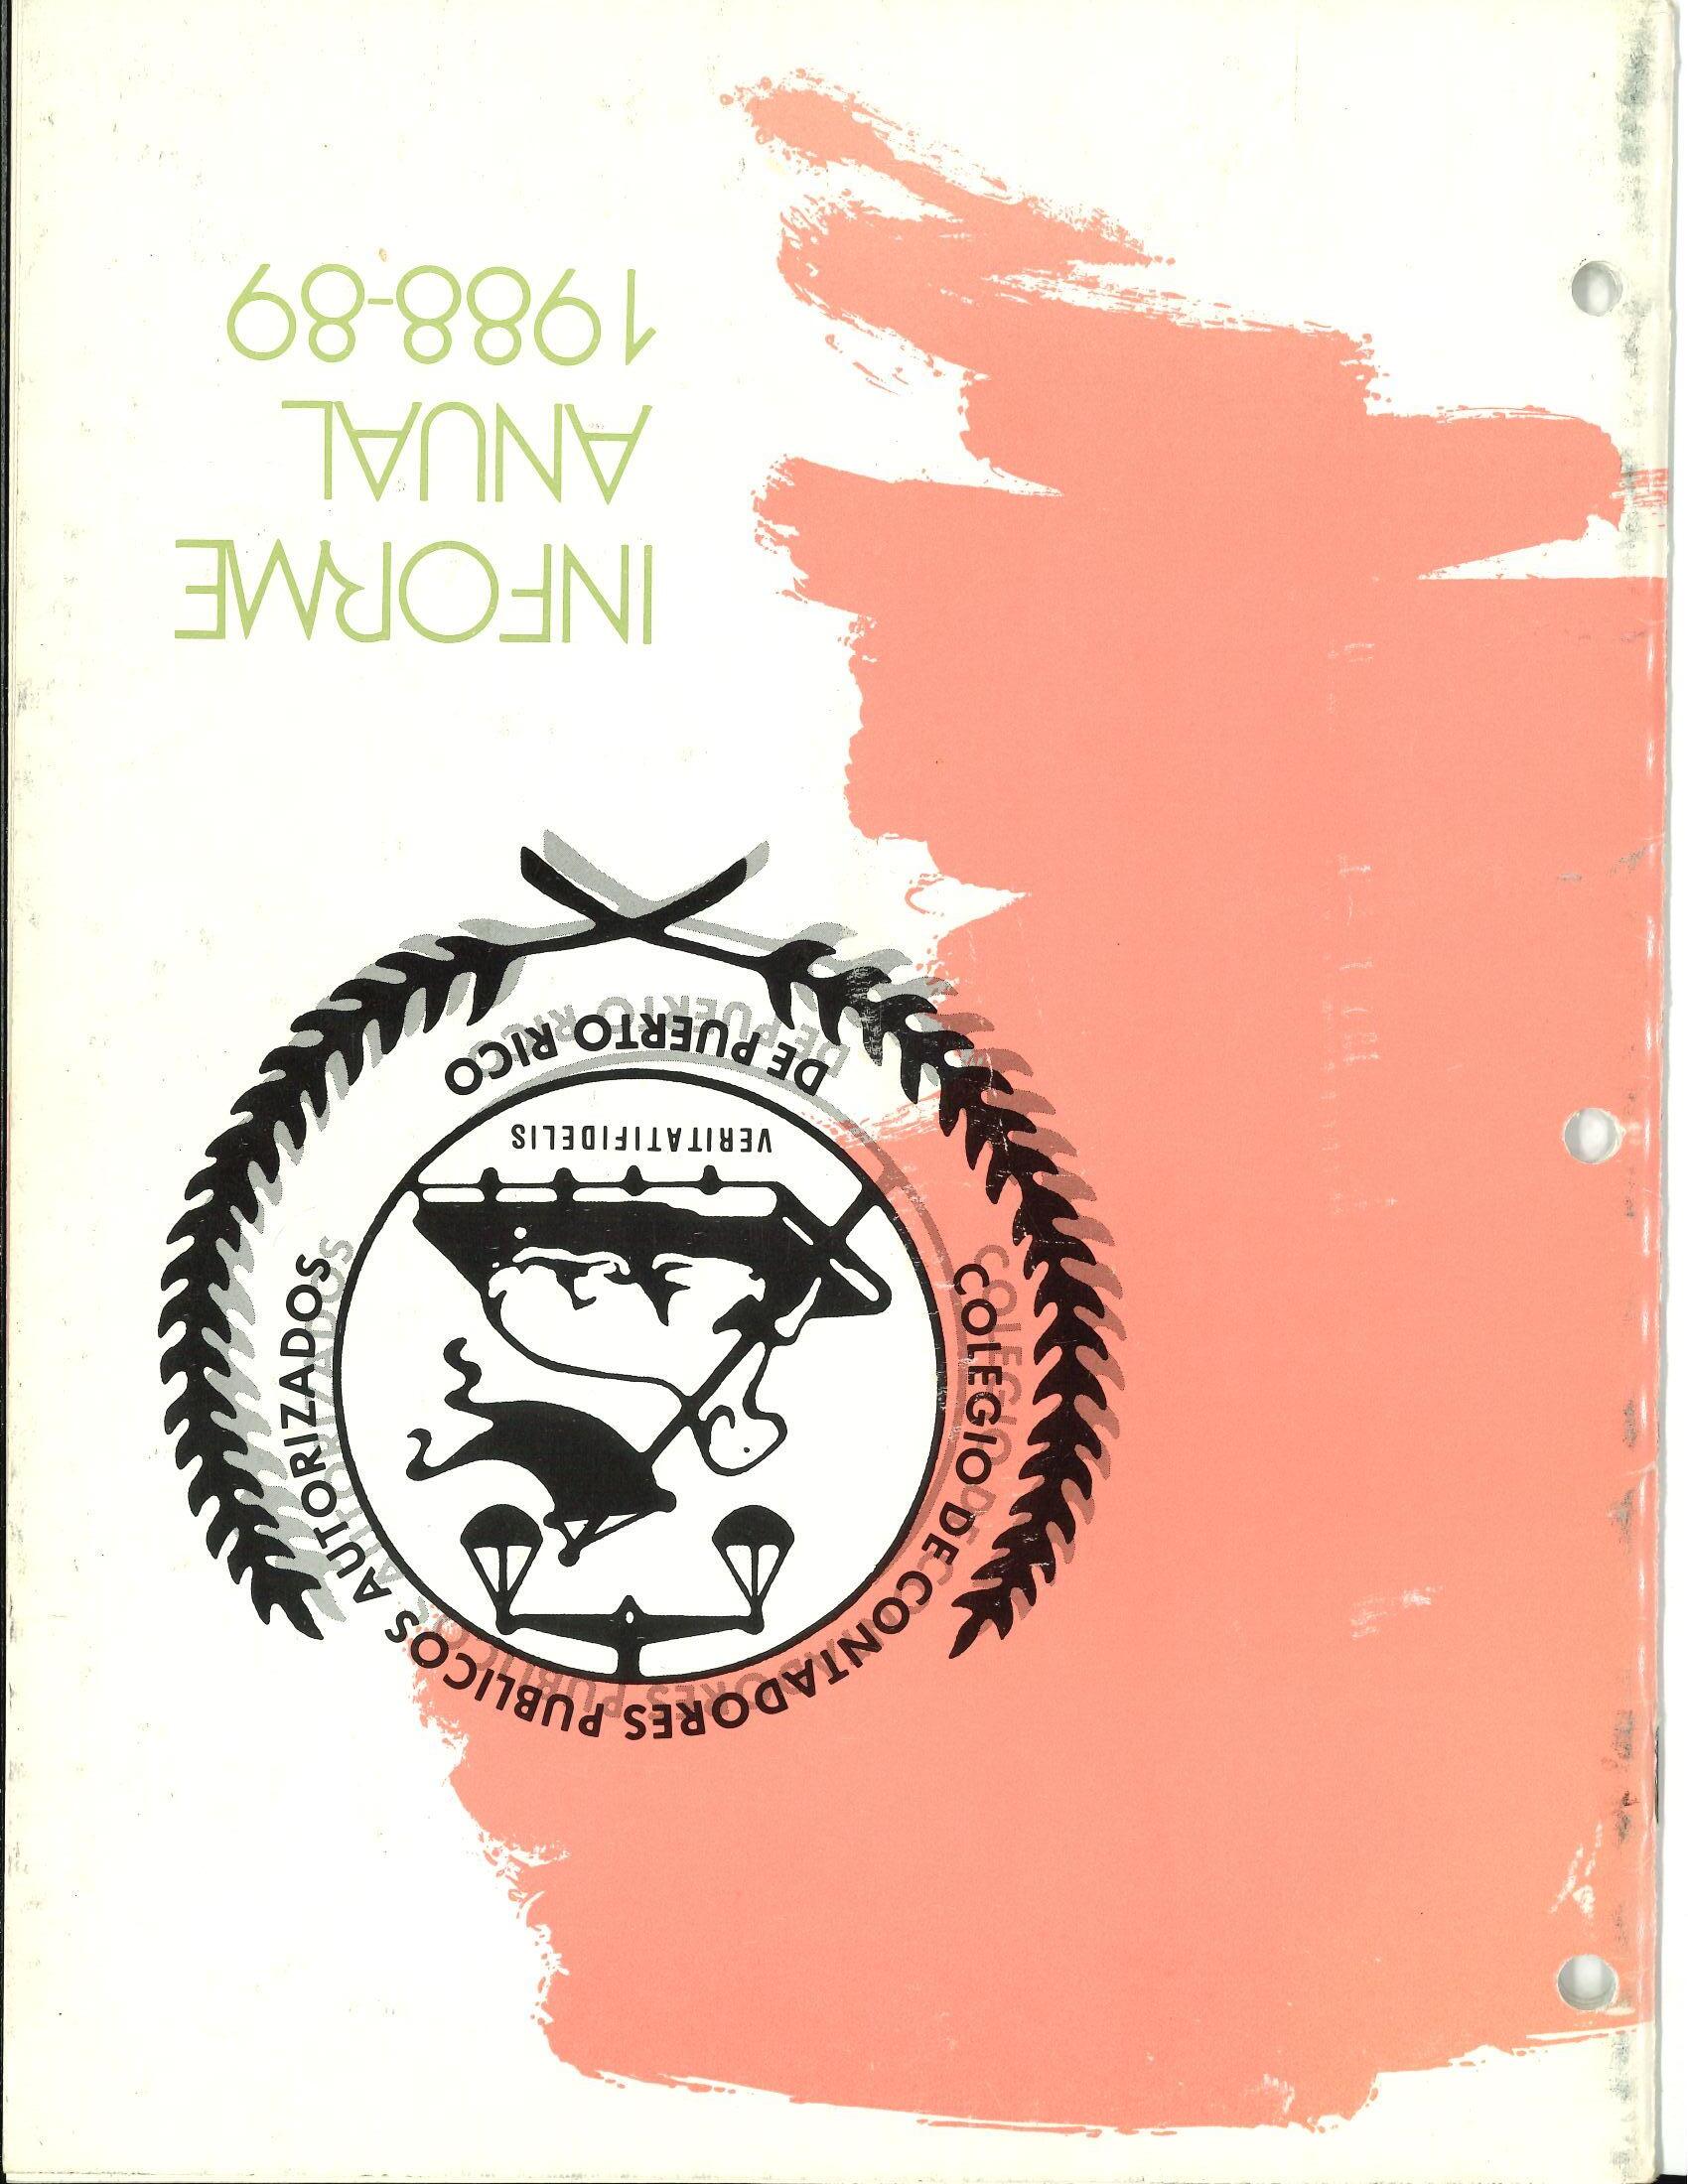 COLEGIO DE CONTADORES PUBLICOS AUTORIZADOS
VERITATIFIDELIS
DE PUERTO RICO
INFORME
ANUAL
1988-89